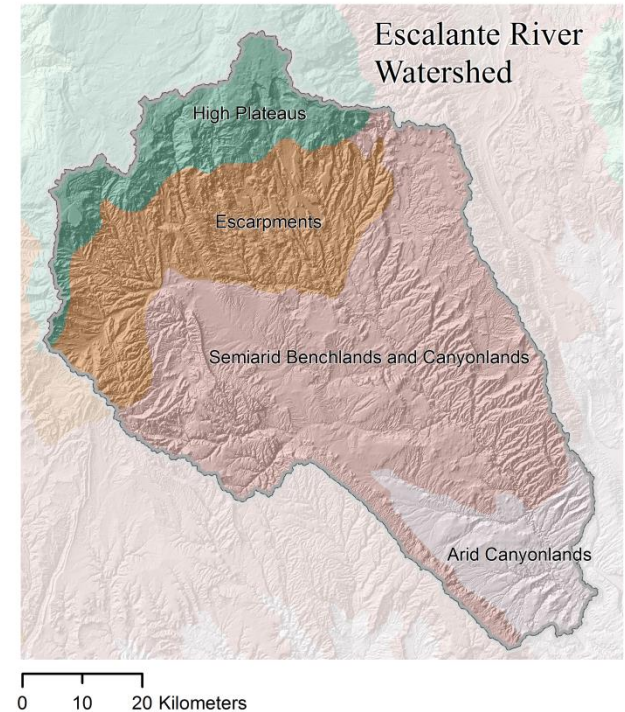 Escalante River
Watershed
High Plateaus
Escarpments
Semiarid Benchlands and Canyonlands
Arid Canyonlands
0 10 20 Kilometers